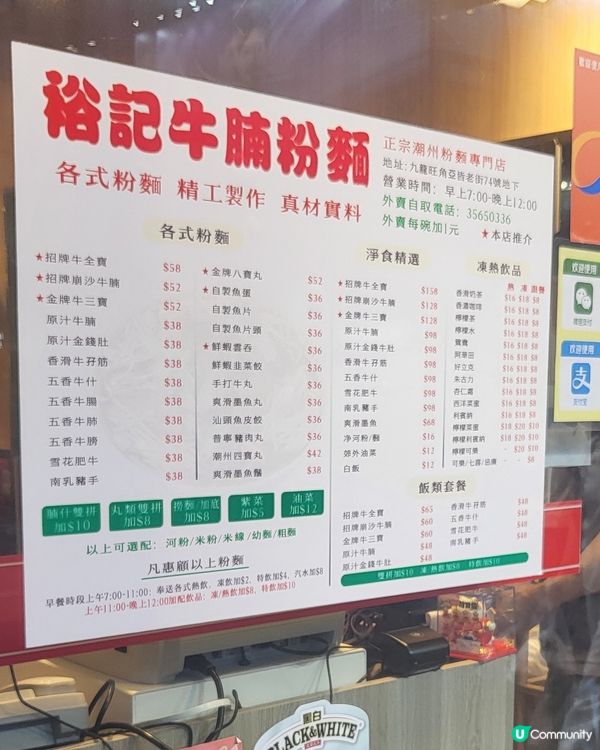 裕記牛腩粉麵
各式粉麵 精工製作 真材實料
正宗潮州粉麵專門店
地址:九龍旺角亞皆老街74號地下
營業時間: 早上7:00-晚上12:00
外賣自取電話: 35650336
外賣每碗加1元
★本店推介
各式粉麵
★招牌牛全寶 $58
★招牌崩沙牛腩 $52
★金牌牛三寶 $52
原汁牛腩 $38
原汁金錢肚 $38
香滑牛孖筋 $38
五香牛什 $38
五香牛腸 $38
五香牛肺 $38
五香牛膀 $38
雪花肥牛 $38
南乳豬手 $38
★金牌八寶丸 $52
★自製魚蛋 $36
自製魚片 $36
自製魚片頭 $36
★鮮蝦雲吞 $36
鮮蝦韭菜餃 $36
手打牛丸 $36
爽滑墨魚丸 $36
汕頭魚皮餃 $36
普寧豬肉丸 $36
潮州四寶丸 $42
爽滑墨魚鬚 $38
淨食精選
★招牌牛全寶 $158
★招牌崩沙牛腩 $128
★金牌牛三寶 $128
原汁牛腩 $98
原汁金錢牛肚 $98
香滑牛孖筋 $98
五香牛什 $98
雪花肥牛 $98
南乳豬手 $98
爽滑墨魚 $68
净河粉/麵 $16
郊外油菜 $12
白飯 $12
凍熱飲品
熱 凍 跟餐
香滑奶茶 $16 $18 $8
香濃咖啡 $16 $18 $8
檸檬茶 $16 $18 $8
檸檬水 $16 $18 $8
鴛鴦 $16 $18 $8
阿華田 $16 $18 $8
好立克 $16 $18 $8
朱古力 $16 $18 $8
杏仁霜 $16 $18 $8
西洋菜蜜 $16 $18 $8
利賓納 $16 $18 $8
檸檬菜蜜 $18 $20 $10
檸檬利賓納 $18 $20 $10
檸檬可樂 - $20 $10
可樂/七喜/忌廉 - - $8
腩什雙拼
加$10
丸類雙拼
加$8
撈麵/加底
加$8
紫菜
加$5
油菜
加$12
以上可選配: 河粉/米粉/米線/幼麵/粗麵
凡惠顧以上粉麵
早餐時段上午7:00-11:00: 奉送各式熱飲、凍飲加$2、特飲加$4、汽水加$8
上午11:00-晚上12:00加配飲品: 凍/熱飲加$8、特飲加$10
飯類套餐
招牌牛全寶 $65
招牌崩沙牛腩 $60
金牌牛三寶 $60
原汁牛腩 $48
原汁金錢牛肚 $48
香滑牛孖筋 $48
五香牛什 $48
雪花肥牛 $48
南乳豬手 $48
雙拼加$10 凍/熱飲加$8 特飲加$10
歡迎使用
微信支付
歡迎使用
支付宝
黑白
BLACK&WHITE
U Community